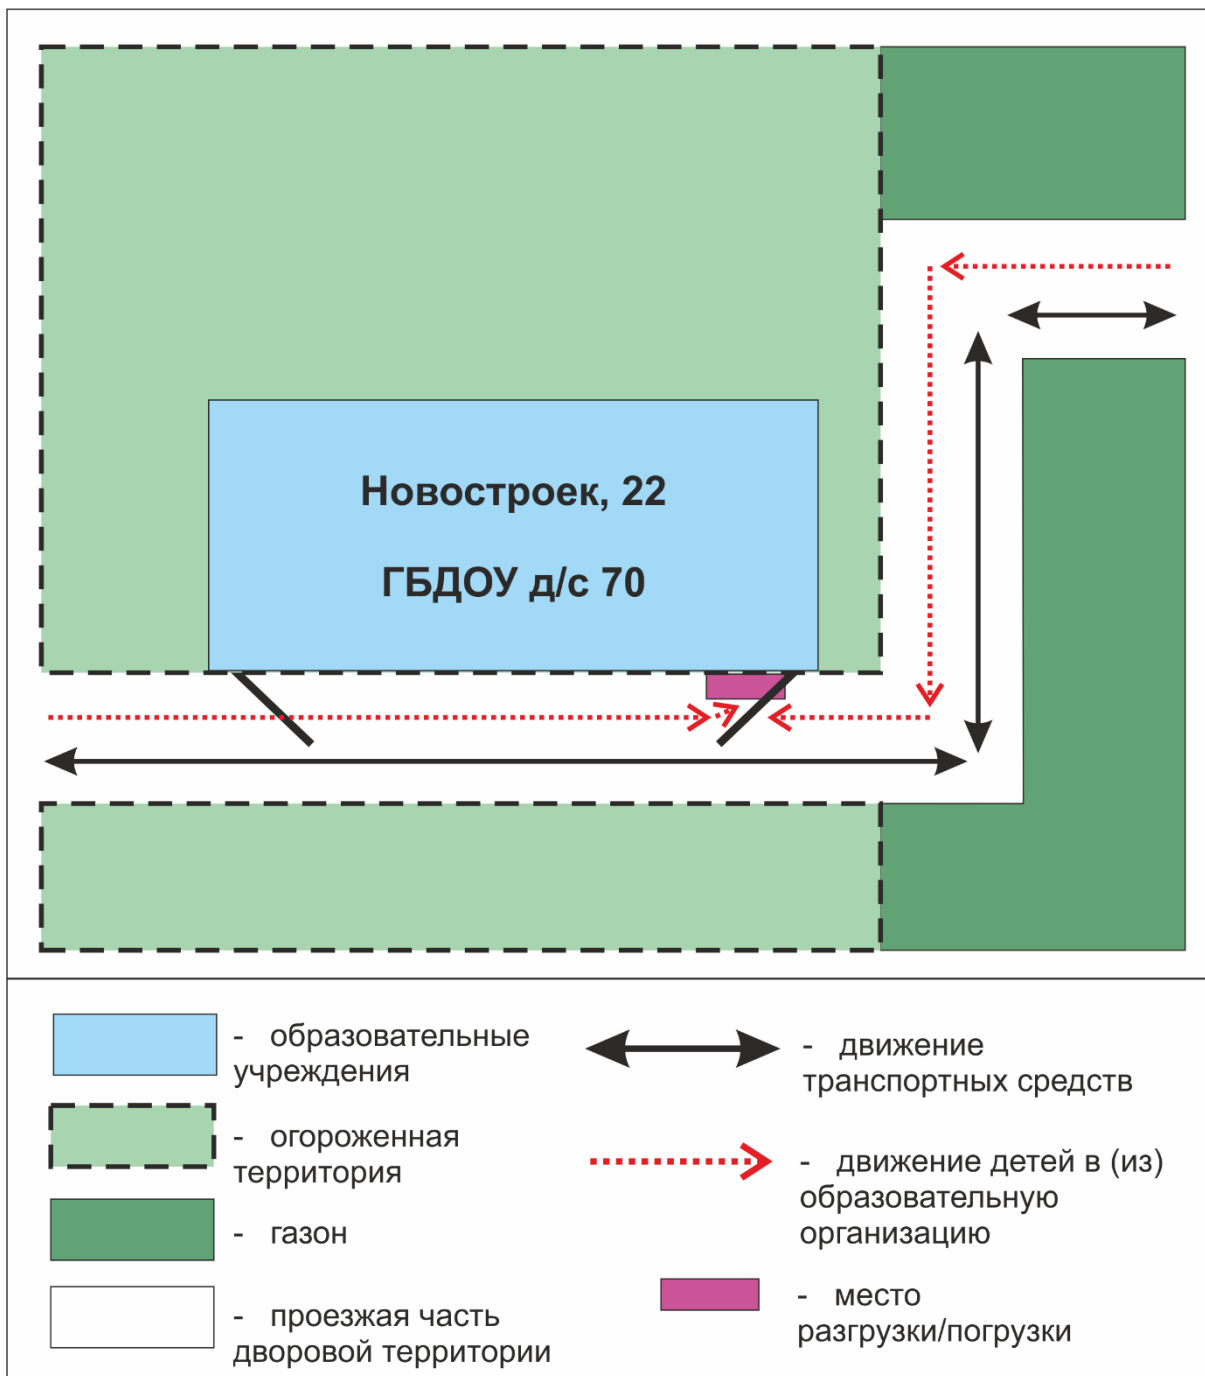 Новостроек, 22
ГБДОУ д/с 70
- образовательные
учреждения
- огороженная
территория
- газон
- проезжая часть
дворовой территории
- движение
транспортных средств
- движение детей в (из)
образовательную
организацию
- место
разгрузки/погрузки